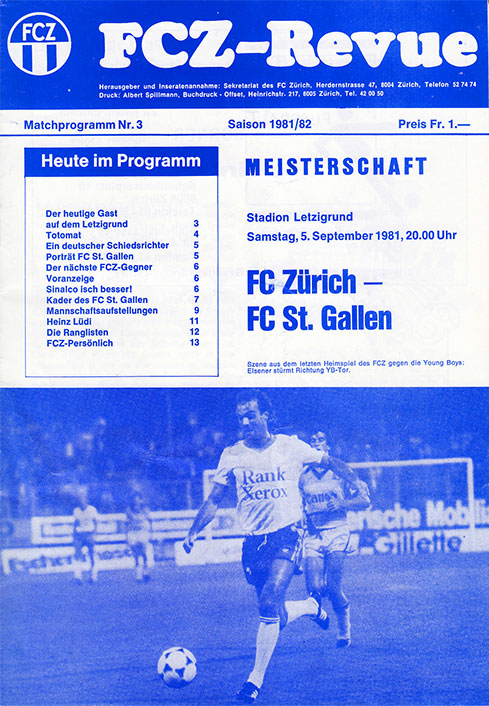 FCZ
FCZ-Revue
Herausgeber und Inseratenannahme: Sekretariat des FC Zürich, Herdernstrasse 47, 8004 Zürich, Telefon 52 74 74
Druck: Albert Spillmann, Buchdruck - Offset, Heinrichstr. 217, 8005 Zürich, Tel. 42 00 50
Matchprogramm Nr. 3 Saison 1981/82 Preis Fr. 1.—
Heute im Programm
Der heutige Gast
auf dem Letzigrund 3
Totomat 4
Ein deutscher Schiedsrichter 5
Porträt FC St. Gallen 5
Der nächste FCZ-Gegner 6
Voranzeige 6
Sinalco isch besser! 6
Kader des FC St. Gallen 7
Mannschaftsaufstellungen 9
Heinz Lüdi 11
Die Ranglisten 12
FCZ-Persönlich 13
MEISTERSCHAFT
Stadion Letzigrund
Samstag, 5. September 1981, 20.00 Uhr
FC Zürich –
FC St. Gallen
Szene aus dem letzten Heimspiel des FCZ gegen die Young Boys:
Elsener stürmt Richtung YB-Tor.
Rank
Xerox
Canon
Mobil
Gillette